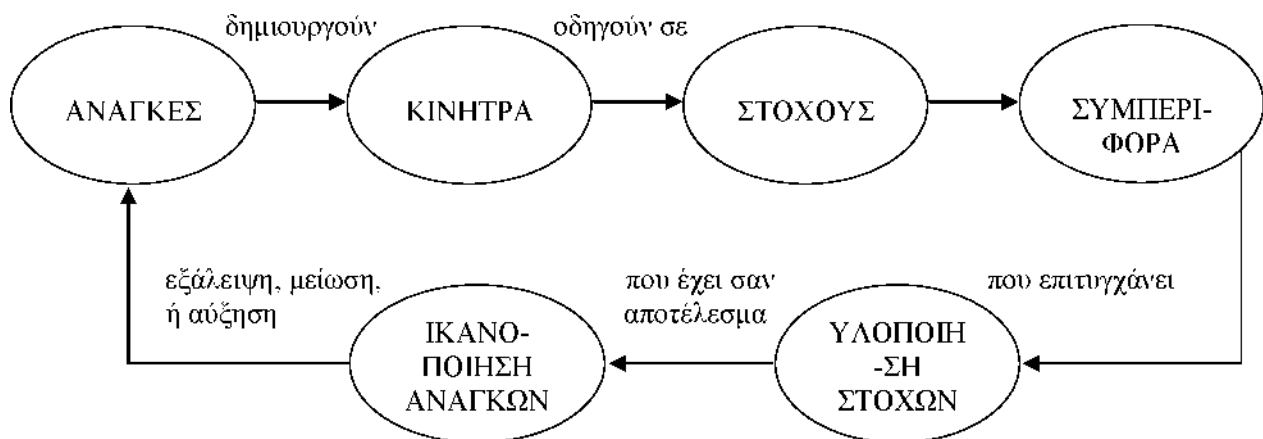 δημιουργούν
οδηγούν σε
ΑΝΑΓΚΕΣ
ΚΙΝΗΤΡΑ
ΣΤΟΧΟΥΣ
ΣΥΜΠΕΡΙ-
ΦΟΡΑ
εξάλειψη, μείωση,
ή αύξηση
που έχει σαν
αποτέλεσμα
που επιτυγχάνει
ΙΚΑΝΟ-
ΠΟΙΗΣΗ
ΑΝΑΓΚΩΝ
ΥΛΟΠΟΙΗ
-ΣΗ
ΣΤΟΧΩΝ